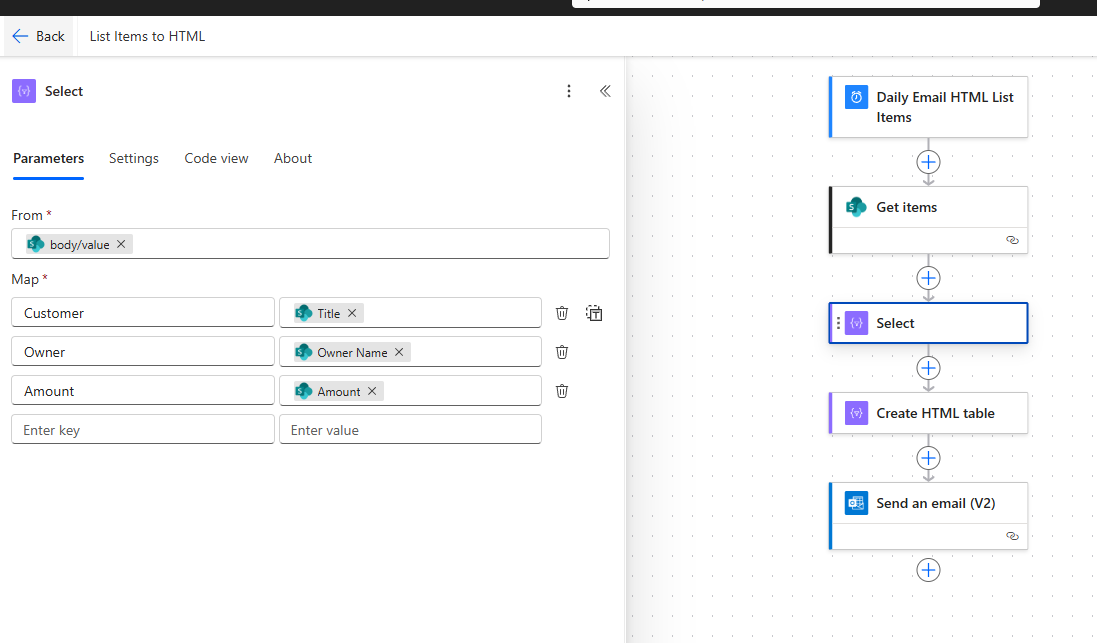 Back
List Items to HTML
Select
Parameters
Settings
Code view
About
From *
body/value
Map *
Customer
Title
Owner
Owner Name
Amount
Amount
Enter key
Enter value
Daily Email HTML List
Items
Get items
Select
Create HTML table
Send an email (V2)